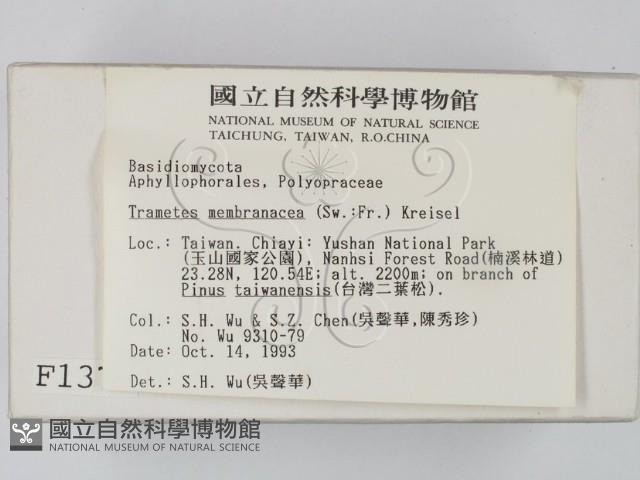 國立自然科學博物館
NATIONAL MUSEUM OF NATURAL SCIENCE
TAICHUNG, TAIWAN, R.O.CHINA
Basidiomycota
Aphyllophorales, Polyopraceae
Trametes membranacea (Sw.:Fr.) Kreisel
Loc.: Taiwan. Chiayi: Yushan National Park
(玉山國家公園), Nanhsi Forest Road(楠溪林道)
23.28N, 120.54E; alt. 2200m; on branch of
Pinus taiwanensis(台灣二葉松).
Col.: S.H. Wu & S.Z. Chen(吳聲華,陳秀珍)
No. Wu 9310-79
Date: Oct. 14, 1993
Det.: S.H. Wu(吳聲華)
F137
國立自然科學博物館
NATIONAL MUSEUM OF NATURAL SCIENCE